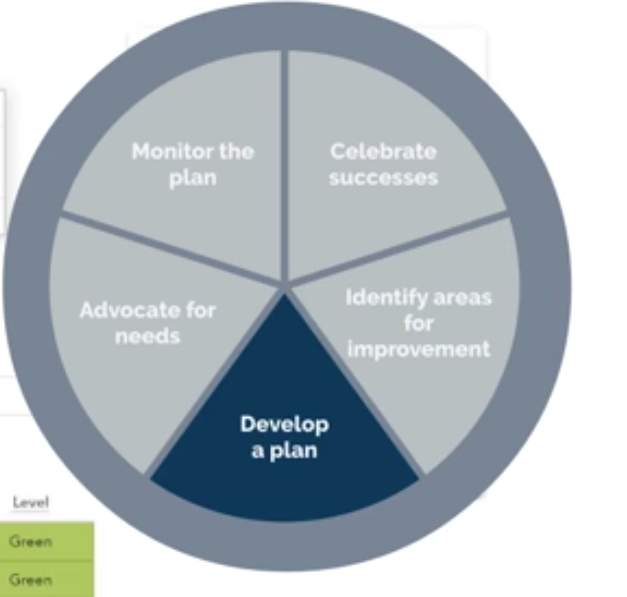 Monitor the
plan
Celebrate
successes
Advocate for
needs
Identify areas
for
improvement
Develop
a plan
Level
Green
Green